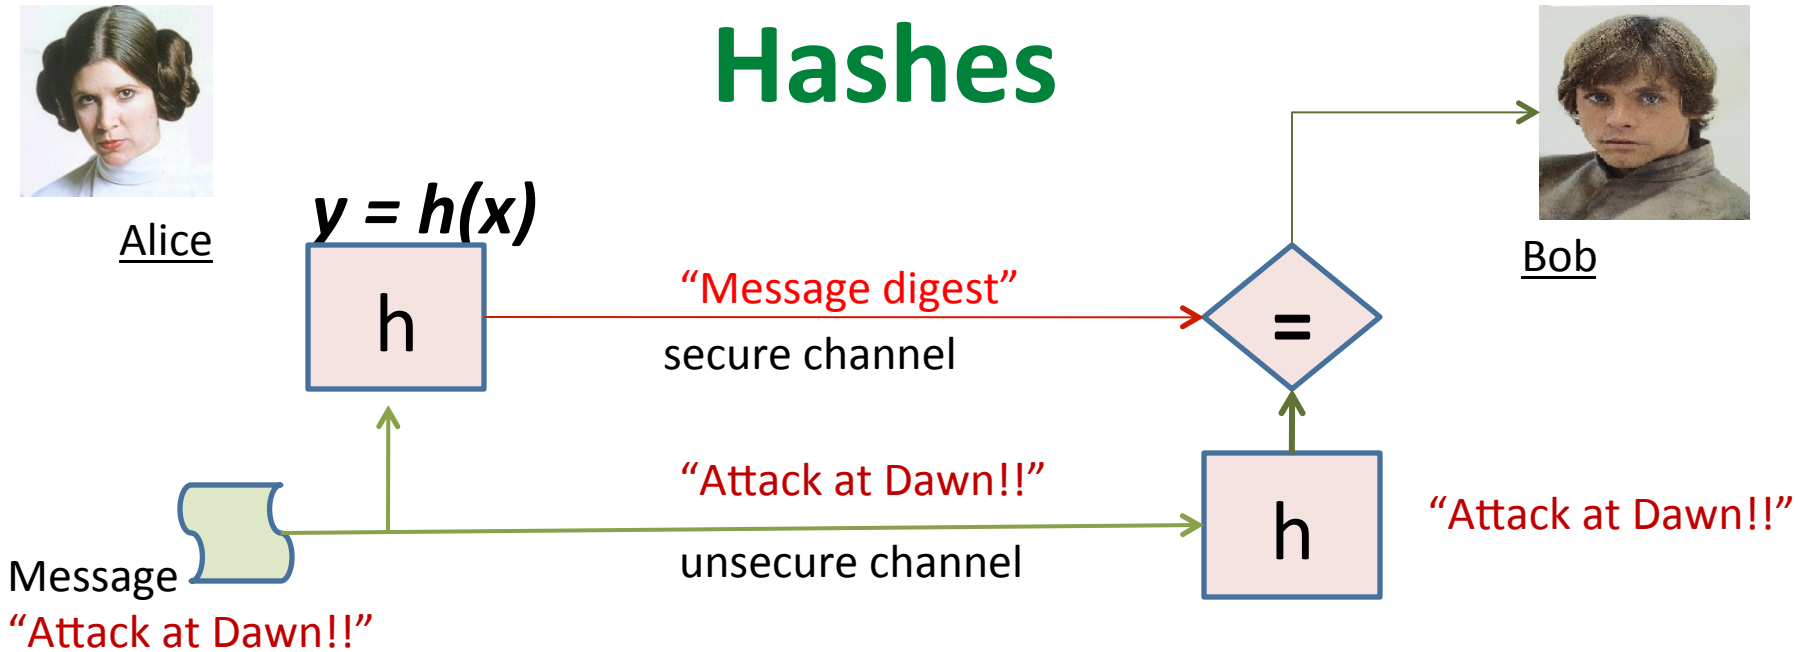 Hashes
Alice
Bob
y = h(x)
h
“Message digest”
secure channel
=
“Attack at Dawn!!”
unsecure channel
h
“Attack at Dawn!!”
Message
“Attack at Dawn!!”